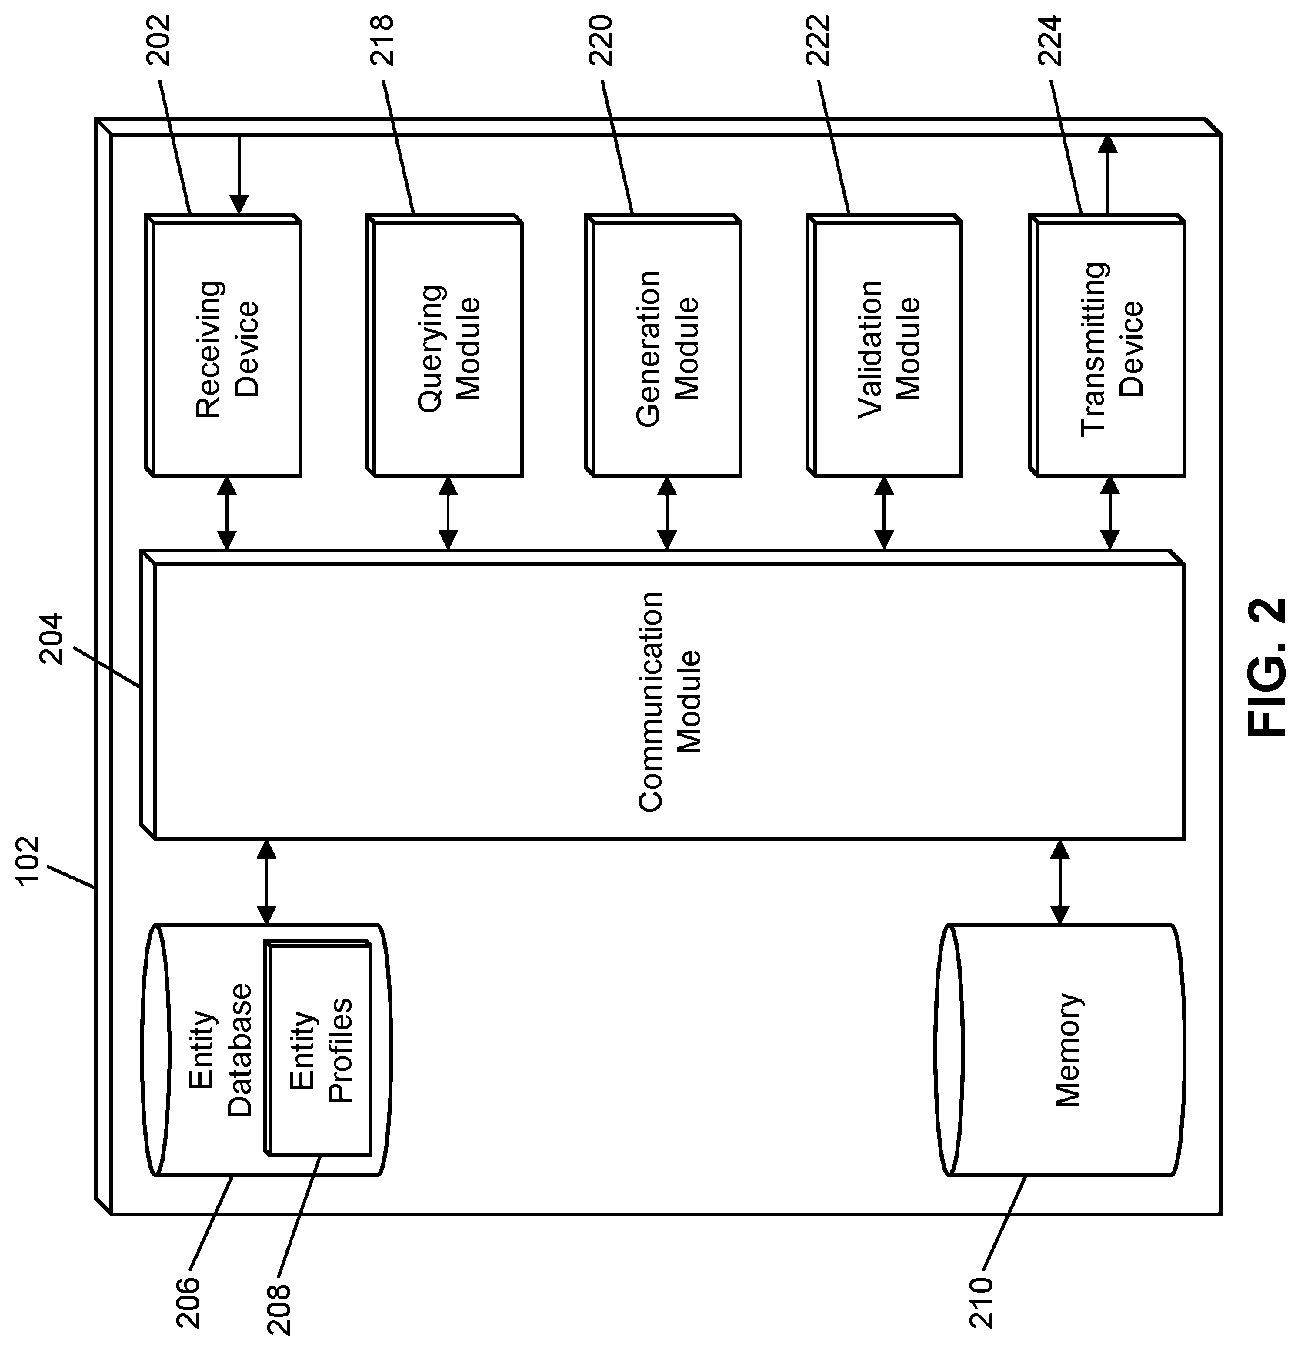 102
206
Entity
Database
208
Entity
Profiles
210
Memory
204
Communication
Module
202
Receiving
Device
218
Querying
Module
220
Generation
Module
222
Validation
Module
224
Transmitting
Device
FIG. 2